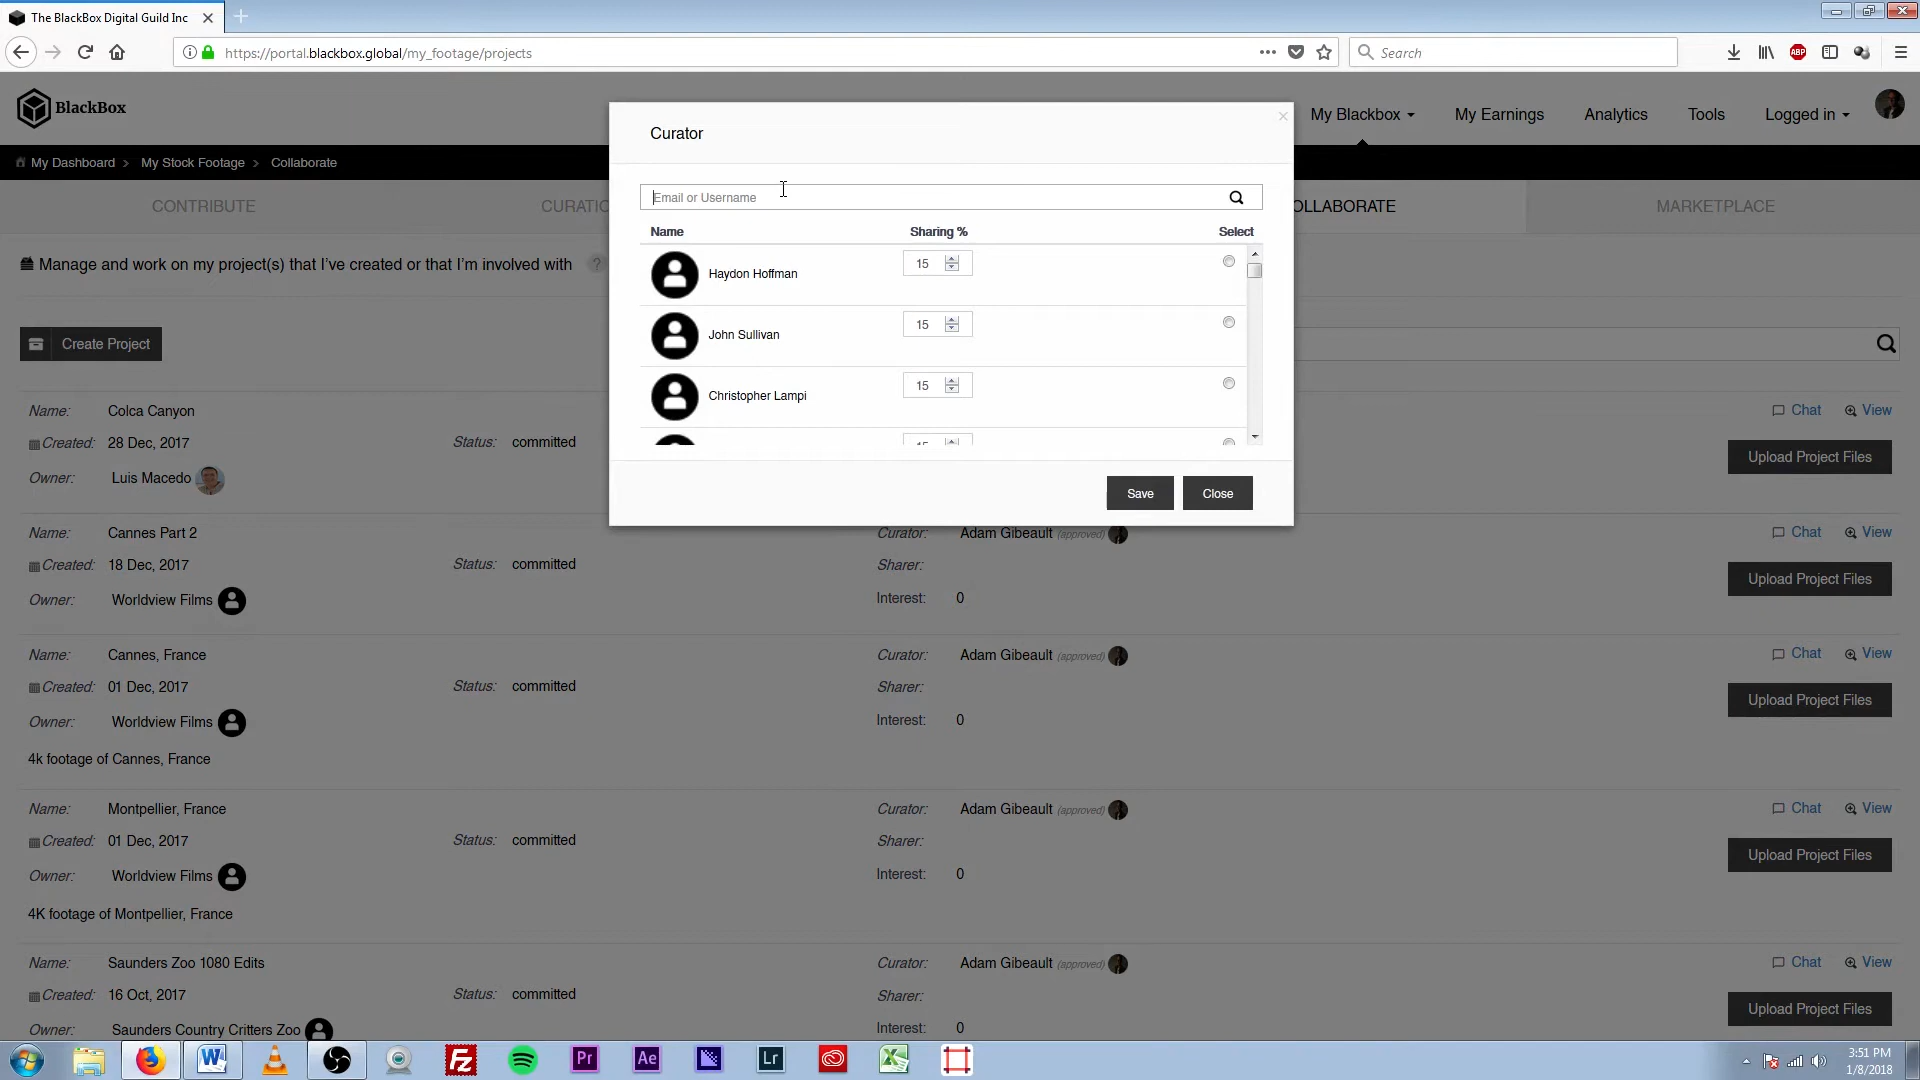 The BlackBox Digital Guild Inc
https://portal.blackbox.global/my_footage/projects
Search
BlackBox
My Blackbox
My Earnings
Analytics
Tools
Logged in
My Dashboard > My Stock Footage > Collaborate
CONTRIBUTE
CURATIO
OLLABORATE
MARKETPLACE
Manage and work on my project(s) that I've created or that I'm involved with ?
Create Project
Curator
Email or Username
Name Sharing % Select
Haydon Hoffman 15
John Sullivan 15
Christopher Lampi 15
Save Close
Name: Colca Canyon Chat View
Created: 28 Dec, 2017 Status: committed Upload Project Files
Owner: Luis Macedo
Name: Cannes Part 2 Curator: Adam Gibeault (approved) Chat View
Created: 18 Dec, 2017 Status: committed Sharer: Upload Project Files
Owner: Worldview Films Interest: 0
Name: Cannes, France Curator: Adam Gibeault (approved) Chat View
Created: 01 Dec, 2017 Status: committed Sharer: Upload Project Files
Owner: Worldview Films Interest: 0
4k footage of Cannes, France
Name: Montpellier, France Curator: Adam Gibeault (approved) Chat View
Created: 01 Dec, 2017 Status: committed Sharer: Upload Project Files
Owner: Worldview Films Interest: 0
4K footage of Montpellier, France
Name: Saunders Zoo 1080 Edits Curator: Adam Gibeault (approved) Chat View
Created: 16 Oct, 2017 Status: committed Sharer: Upload Project Files
Owner: Saunders Country Critters Zoo Interest: 0
ABP
W
Fz
Pr
Ae
Lr
3:51 PM
1/8/2018